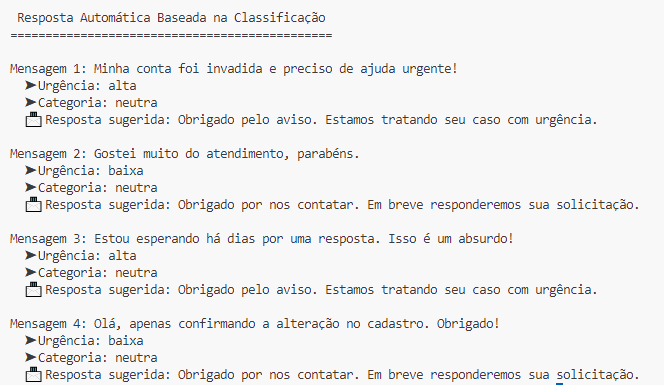 Resposta Automática Baseada na Classificação
==============================================
Mensagem 1: Minha conta foi invadida e preciso de ajuda urgente!
➤Urgência: alta
➤Categoria: neutra
Resposta sugerida: Obrigado pelo aviso. Estamos tratando seu caso com urgência.
Mensagem 2: Gostei muito do atendimento, parabéns.
➤Urgência: baixa
➤Categoria: neutra
Resposta sugerida: Obrigado por nos contatar. Em breve responderemos sua solicitação.
Mensagem 3: Estou esperando há dias por uma resposta. Isso é um absurdo!
➤Urgência: alta
➤Categoria: neutra
Resposta sugerida: Obrigado pelo aviso. Estamos tratando seu caso com urgência.
Mensagem 4: Olá, apenas confirmando a alteração no cadastro. Obrigado!
➤Urgência: baixa
➤Categoria: neutra
Resposta sugerida: Obrigado por nos contatar. Em breve responderemos sua solicitação.